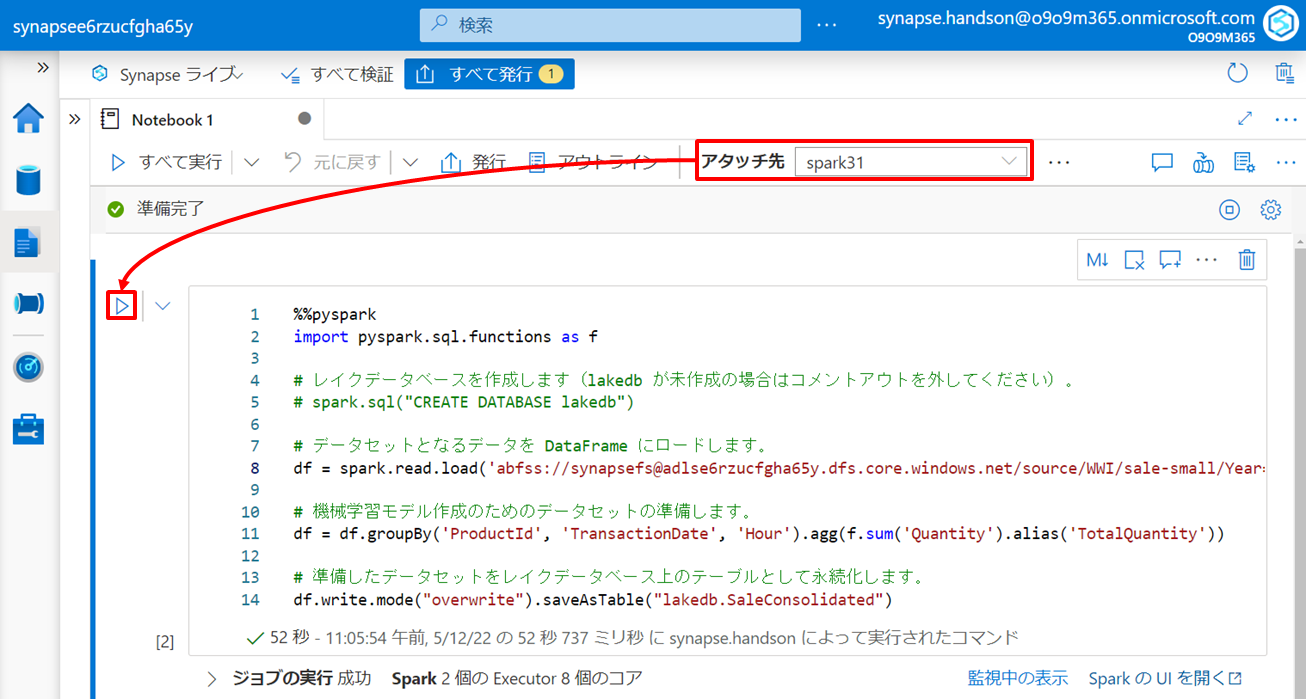 synapsee6rzucfgha65y
検索
synapse.handson@o9o9m365.onmicrosoft.com
O9O9M365
Synapse ライブ
すべて検証
すべて発行 1
Notebook 1
すべて実行
元に戻す
発行
アウトライン
アタッチ先 spark31
準備完了
M↓
1 %%pyspark
2 import pyspark.sql.functions as f
3
4 # レイクデータベースを作成します（lakedb が未作成の場合はコメントアウトを外してください）。
5 # spark.sql("CREATE DATABASE lakedb")
6
7 # データセットとなるデータを DataFrame にロードします。
8 df = spark.read.load('abfss://synapsefs@adlse6rzucfgha65y.dfs.core.windows.net/source/WWI/sale-small/Year=
9
10 # 機械学習モデル作成のためのデータセットの準備します。
11 df = df.groupBy('ProductId', 'TransactionDate', 'Hour').agg(f.sum('Quantity').alias('TotalQuantity'))
12
13 # 準備したデータセットをレイクデータベース上のテーブルとして永続化します。
14 df.write.mode("overwrite").saveAsTable("lakedb.SaleConsolidated")
[2]
52 秒 - 11:05:54 午前, 5/12/22 の 52 秒 737 ミリ秒 に synapse.handson によって実行されたコマンド
ジョブの実行 成功 Spark 2 個の Executor 8 個のコア
監視中の表示 Spark の UI を開く